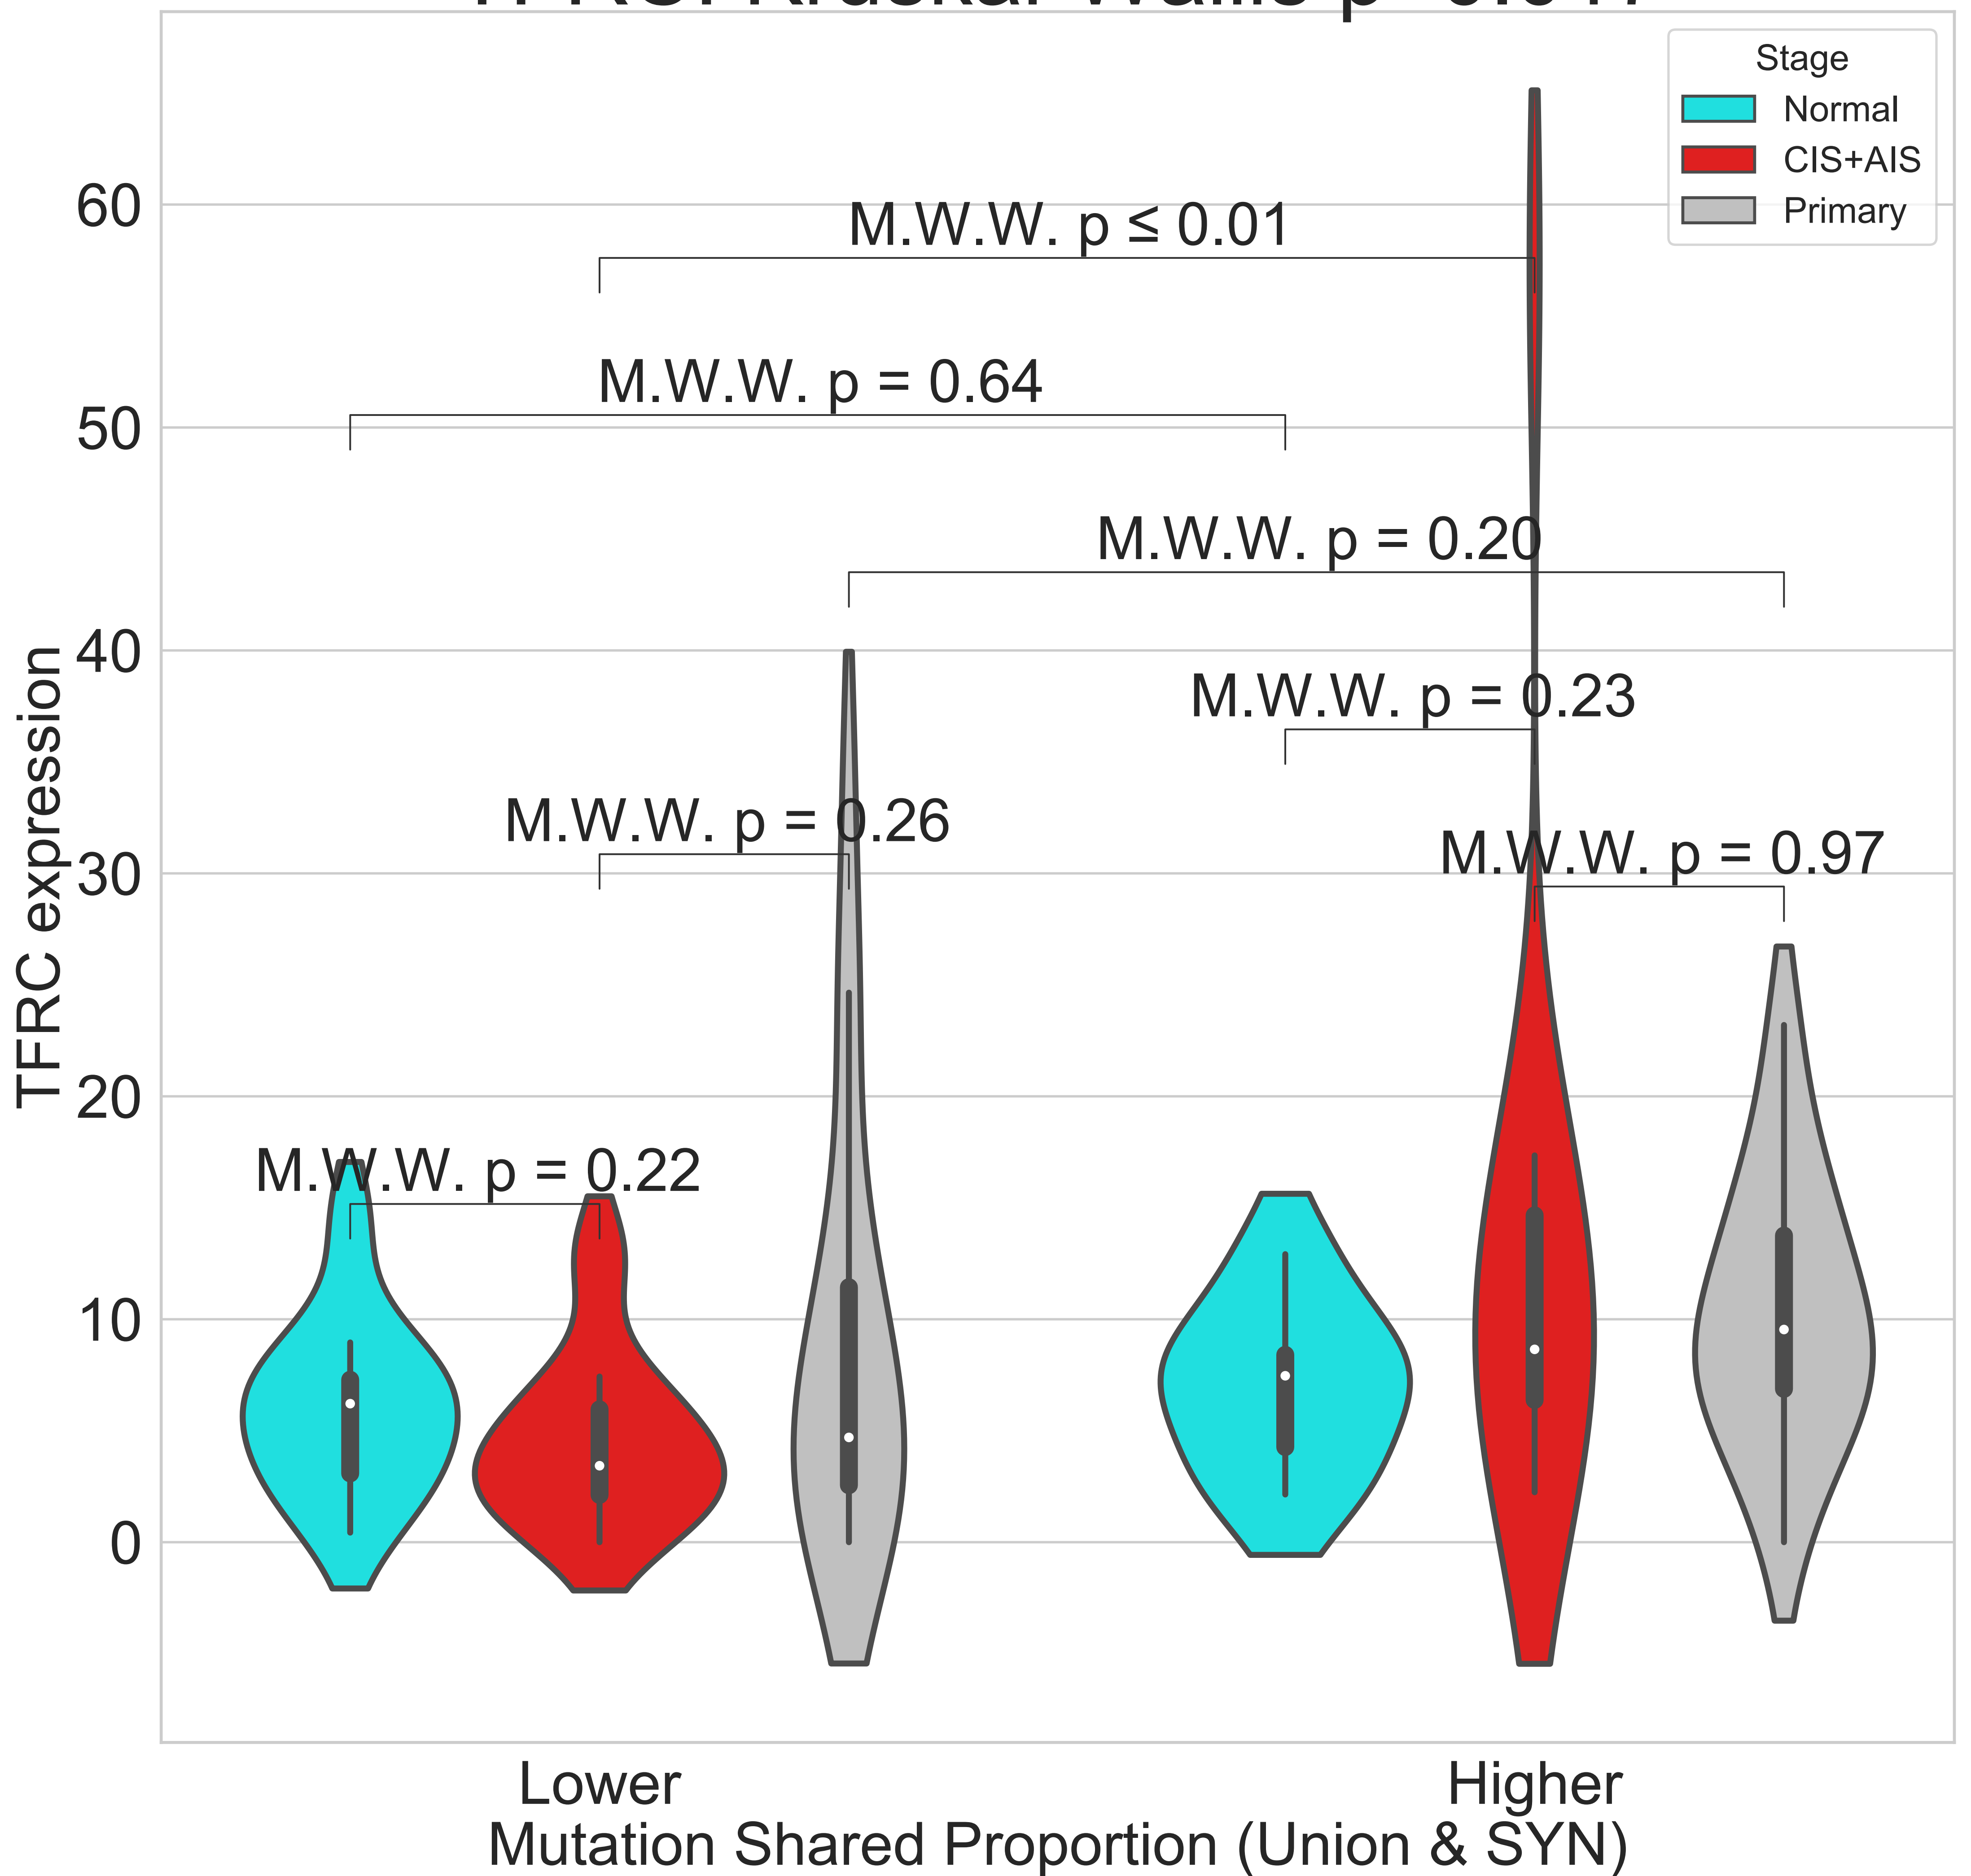 Stage
Normal
CIS+AIS
Primary
60
M.W.W. p ≤ 0.01
M.W.W. p = 0.64
50
M.W.W. p = 0.20
40
M.W.W. p = 0.23
M.W.W. p = 0.26
M.W.W. p = 0.97
30
TFRC expression
20
M.W.W. p = 0.22
10
0
Lower
Higher
Mutation Shared Proportion (Union & SYN)